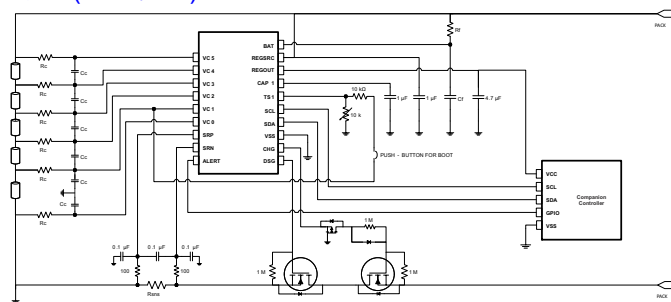 PACK
Rf
BAT
REGSRC
REGOUT
CAP 1
TS1
SCL
SDA
VSS
CHG
DSG
VC 5
VC 4
VC 3
VC 2
VC 1
VC 0
SRP
SRN
ALERT
Rc
Rc
Rc
Rc
Rc
Rc
Cc
Cc
Cc
Cc
Cc
Cc
10 kΩ
10 k
1 µF
1 µF
Cf
4.7 µF
PUSH - BUTTON FOR BOOT
VCC
SCL
SDA
GPIO
VSS
Companion
Controller
1 M
0.1 µF
0.1 µF
0.1 µF
100
100
1 M
1 M
Rsns
PACK